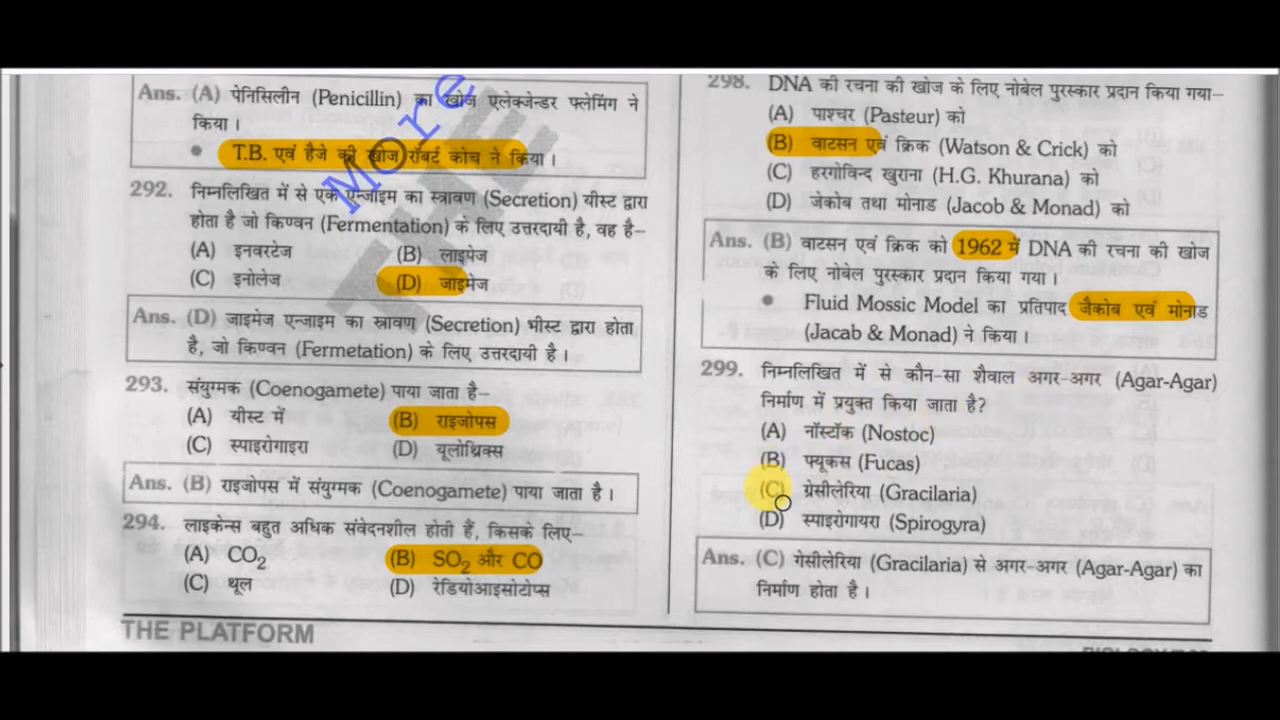 Ans. (A) पेनिसिलीन (Penicillin) का खोज एलेक्जेन्डर फ्लेमिंग ने
किया।
• T.B. एवं हैजे की खोज रॉबर्ट कोच ने किया।
292. निम्नलिखित में से एक एन्जाइम का स्त्रावण (Secretion) यीस्ट द्वारा
होता है जो किण्वन (Fermentation) के लिए उत्तरदायी है, वह है–
(A) इनवरटेज (B) लाइपेज
(C) इनोलेज (D) जाइमेज
Ans. (D) जाइमेज एन्जाइम का स्रावण (Secretion) भीस्ट द्वारा होता
है, जो किण्वन (Fermetation) के लिए उत्तरदायी है।
293. संयुग्मक (Coenogamete) पाया जाता है–
(A) यीस्ट में (B) राइजोपस
(C) स्पाइरोगाइरा (D) यूलोथ्रिक्स
Ans. (B) राइजोपस में संयुग्मक (Coenogamete) पाया जाता है।
294. लाइकेन्स बहुत अधिक संवेदनशील होती हैं, किसके लिए–
(A) CO2 (B) SO2 और CO
(C) धूल (D) रेडियोआइसोटोप्स
THE PLATFORM
More
298. DNA की रचना की खोज के लिए नोबेल पुरस्कार प्रदान किया गया–
(A) पाश्चर (Pasteur) को
(B) वाटसन एवं क्रिक (Watson & Crick) को
(C) हरगोविन्द खुराना (H.G. Khurana) को
(D) जेकोब तथा मोनाड (Jacob & Monad) को
Ans. (B) वाटसन एवं क्रिक को 1962 में DNA की रचना की खोज
के लिए नोबेल पुरस्कार प्रदान किया गया।
• Fluid Mossic Model का प्रतिपाद जैकोब एवं मोनाड
(Jacab & Monad) ने किया।
299. निम्नलिखित में से कौन-सा शैवाल अगर-अगर (Agar-Agar)
निर्माण में प्रयुक्त किया जाता है?
(A) नॉस्टॉक (Nostoc)
(B) फ्यूकस (Fucas)
(C) ग्रेसीलेरिया (Gracilaria)
(D) स्पाइरोगायरा (Spirogyra)
Ans. (C) गेसीलेरिया (Gracilaria) से अगर-अगर (Agar-Agar) का
निर्माण होता है।